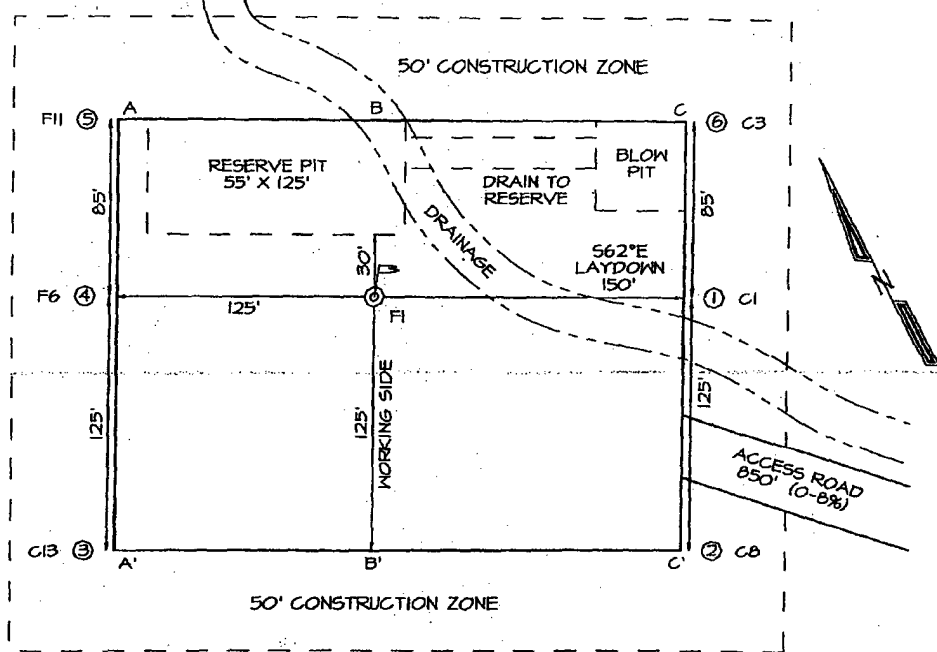 50' CONSTRUCTION ZONE
F11 ⑤
A
B
C
⑥ C3
RESERVE PIT
55' X 125'
BLOW
PIT
DRAIN TO
RESERVE
85'
85'
DRAINAGE
30'
S62°E
LAYDOWN
150'
N
F6 ④
125'
F1
① C1
125'
125'
WORKING SIDE
125'
ACCESS ROAD
850' (0-8%)
C13 ③
A'
B'
C'
② C8
50' CONSTRUCTION ZONE